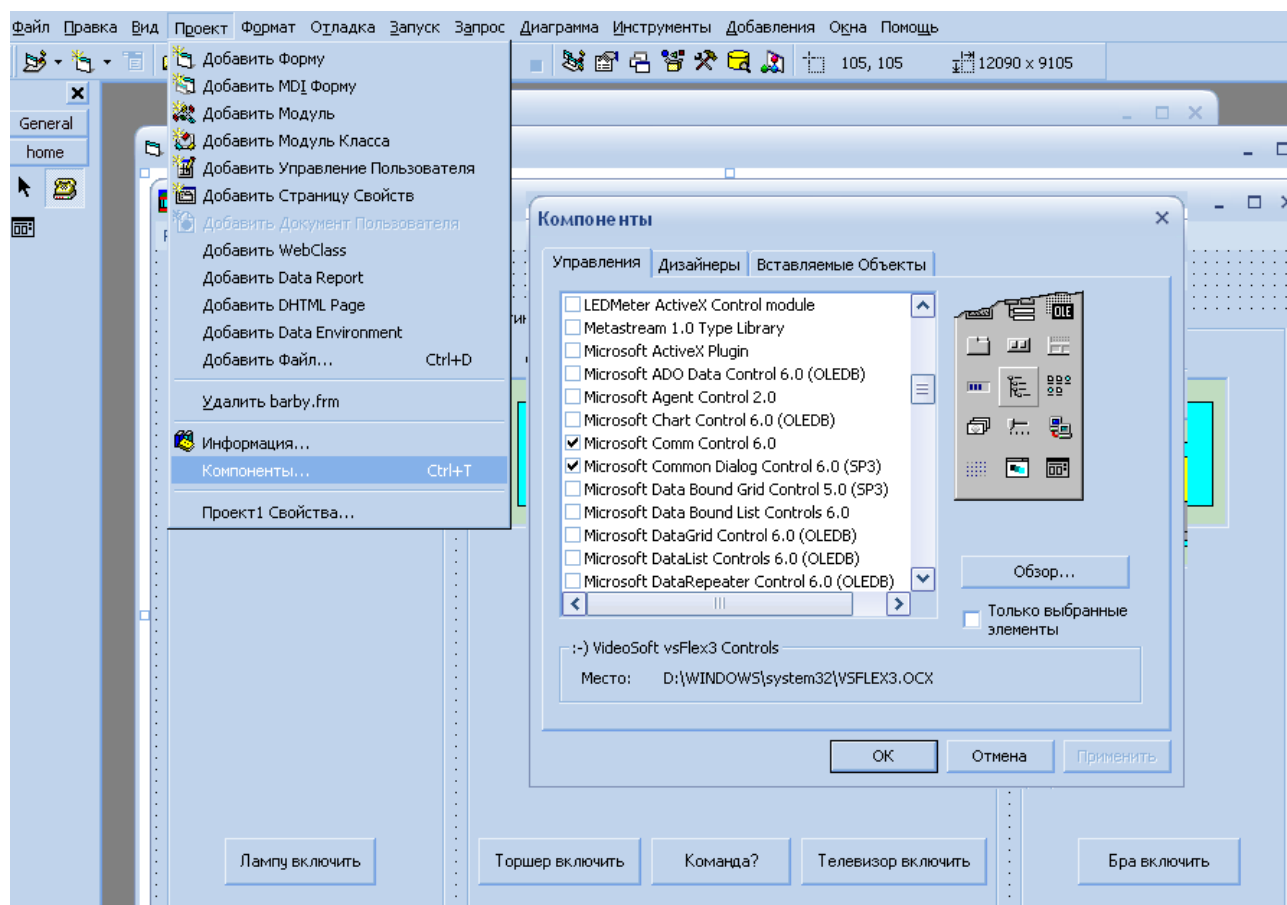 Файл Правка Вид Проект Формат Отладка Запуск Запрос Диаграмма Инструменты Добавления Окна Помощь
105, 105
12090 x 9105
General
home
Добавить Форму
Добавить MDI Форму
Добавить Модуль
Добавить Модуль Класса
Добавить Управление Пользователя
Добавить Страницу Свойств
Добавить Документ Пользователя
Добавить WebClass
Добавить Data Report
Добавить DHTML Page
Добавить Data Environment
Добавить Файл... Ctrl+D
Удалить barby.frm
Информация...
Компоненты... Ctrl+T
Проект1 Свойства...
Компоненты
Управления Дизайнеры Вставляемые Объекты
LEDMeter ActiveX Control module
Metastream 1.0 Type Library
Microsoft ActiveX Plugin
Microsoft ADO Data Control 6.0 (OLEDB)
Microsoft Agent Control 2.0
Microsoft Chart Control 6.0 (OLEDB)
Microsoft Comm Control 6.0
Microsoft Common Dialog Control 6.0 (SP3)
Microsoft Data Bound Grid Control 5.0 (SP3)
Microsoft Data Bound List Controls 6.0
Microsoft DataGrid Control 6.0 (OLEDB)
Microsoft DataList Controls 6.0 (OLEDB)
Microsoft DataRepeater Control 6.0 (OLEDB)
OLE
Обзор...
Только выбранные
элементы
:-) VideoSoft vsFlex3 Controls
Место: D:\WINDOWS\system32\VSFLEX3.OCX
ОК
Отмена
Применить
Лампу включить
Торшер включить
Команда?
Телевизор включить
Бра включить